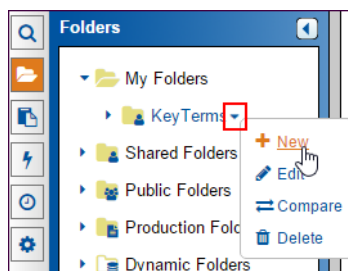 Folders
My Folders
KeyTerms
New
Shared Folders
Edit
Public Folders
Compare
Production Fold
Delete
Dynamic Folders